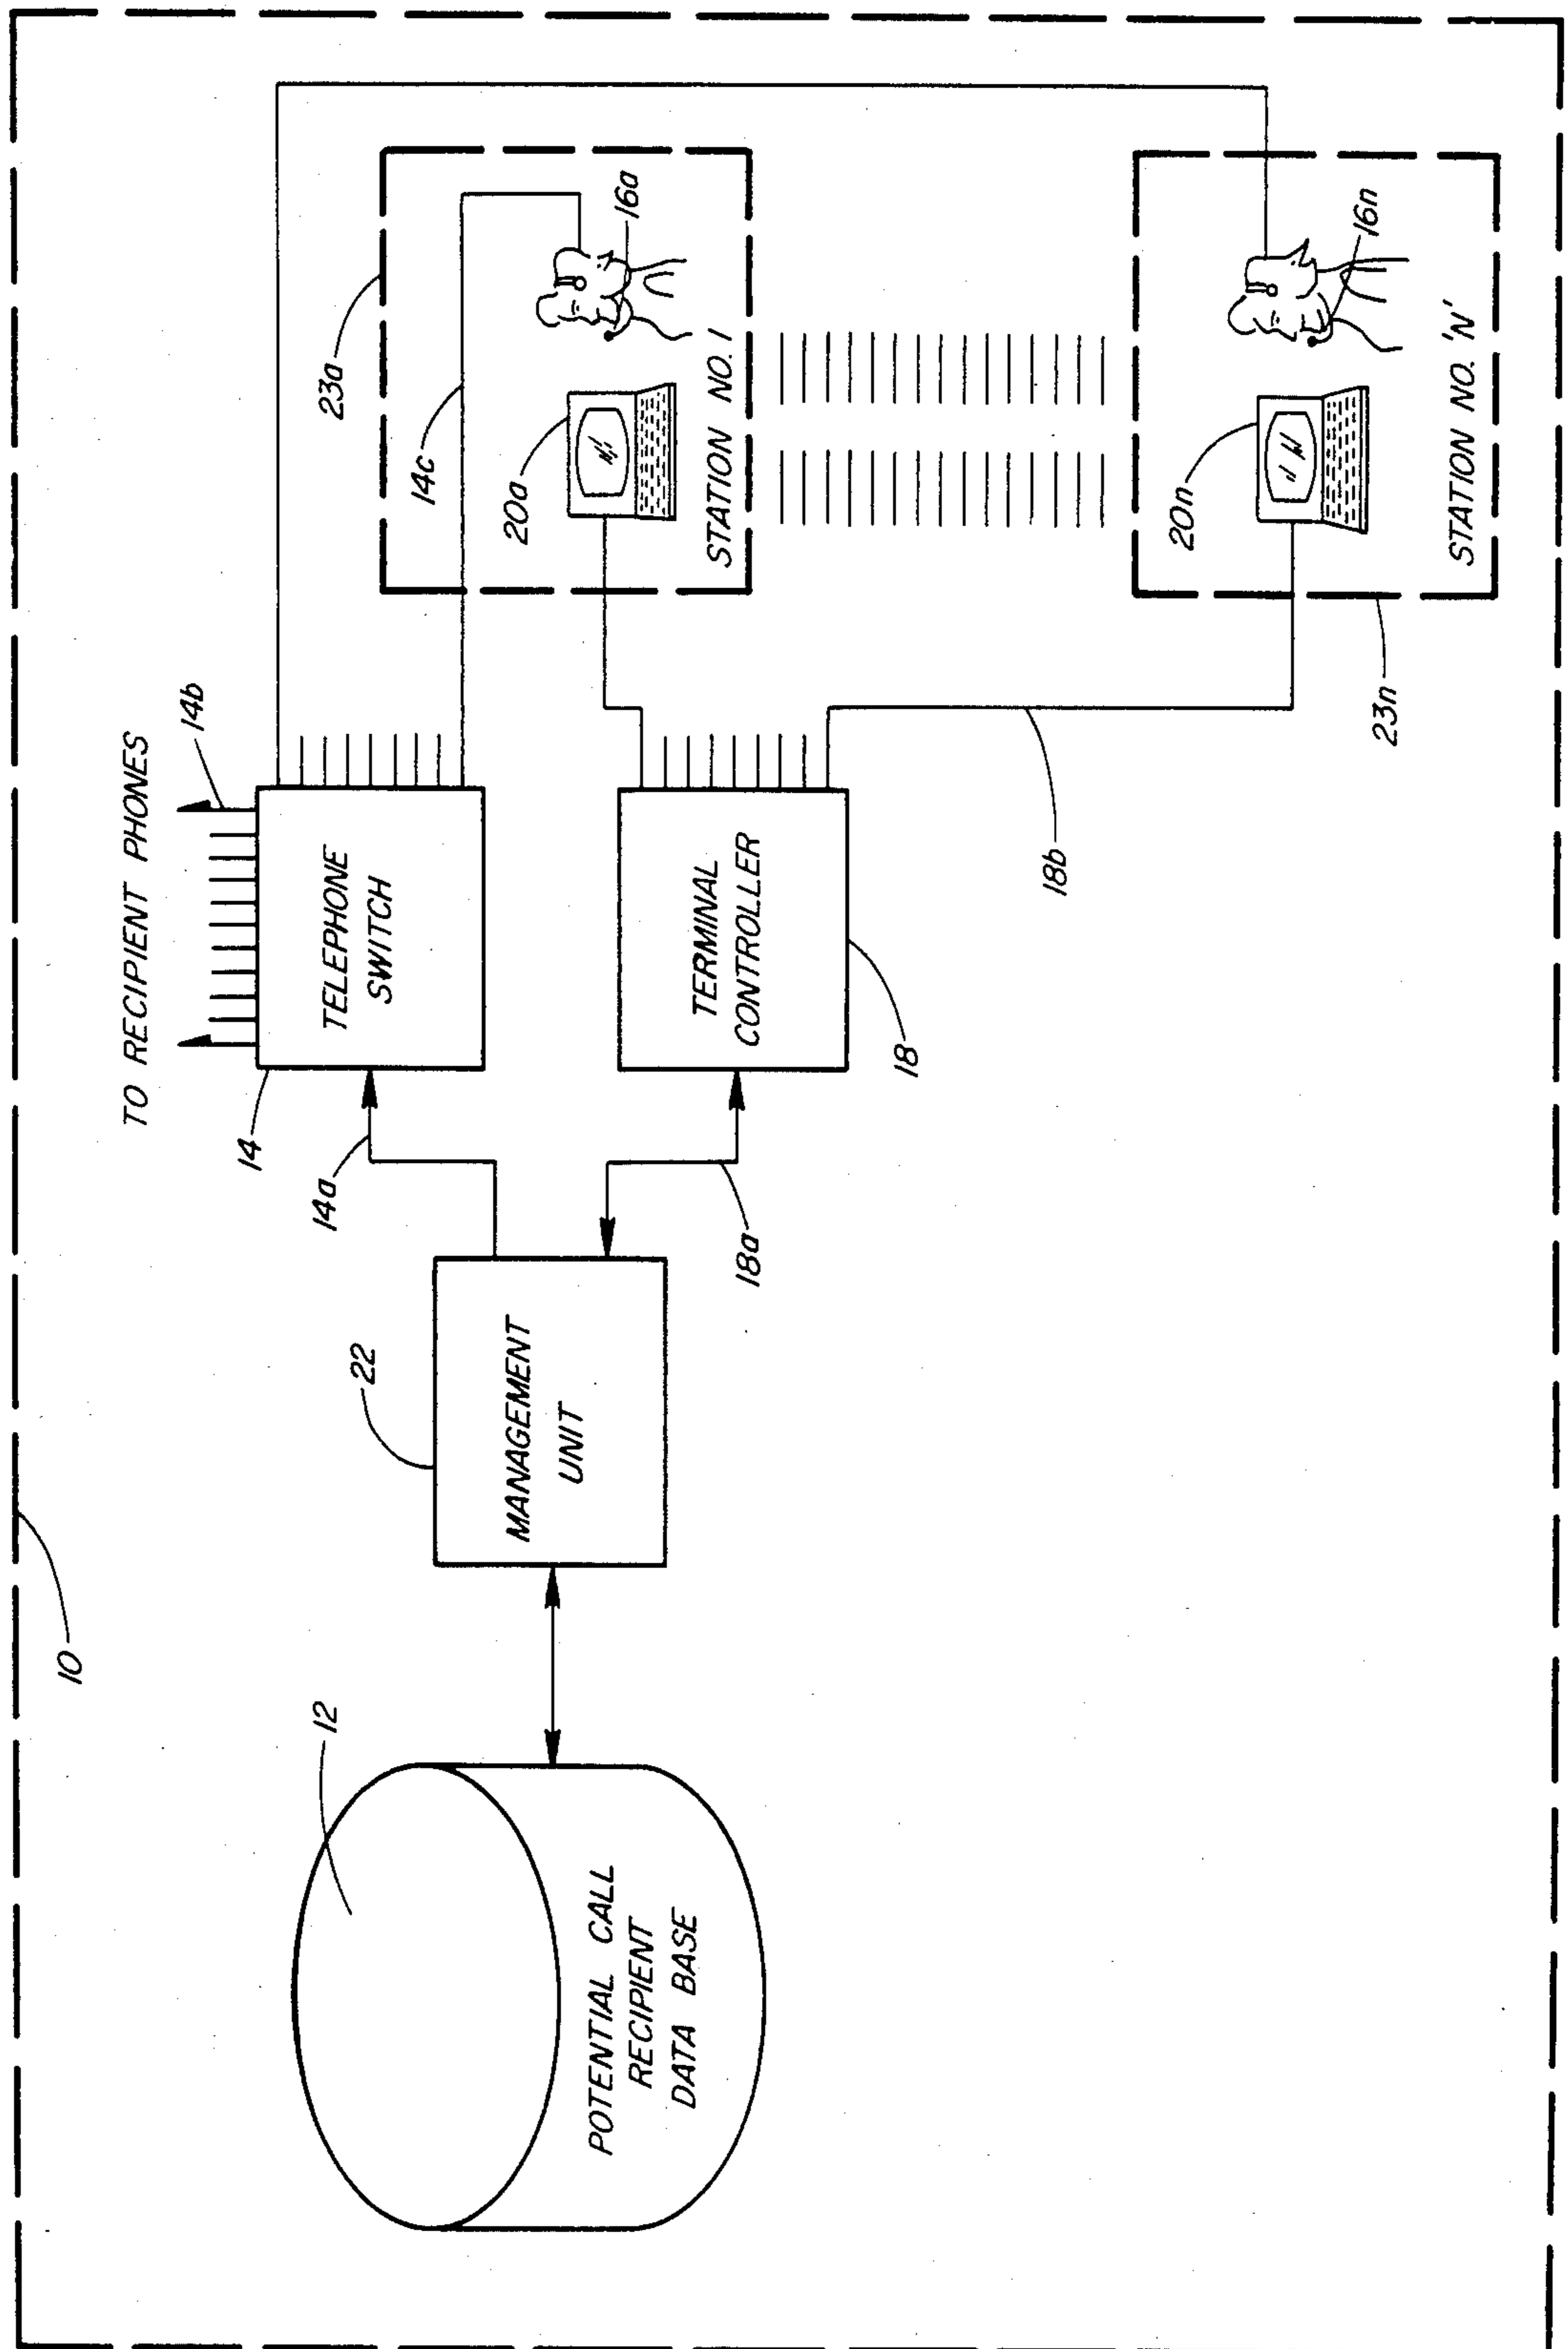 10
12
POTENTIAL CALL
RECIPIENT
DATA BASE
22
MANAGEMENT
UNIT
14a
18a
TO RECIPIENT PHONES
14
14b
TELEPHONE
SWITCH
TERMINAL
CONTROLLER
18
18b
23a
14c
20a
16a
STATION NO. 1
20n
16n
STATION NO. 'N'
23n